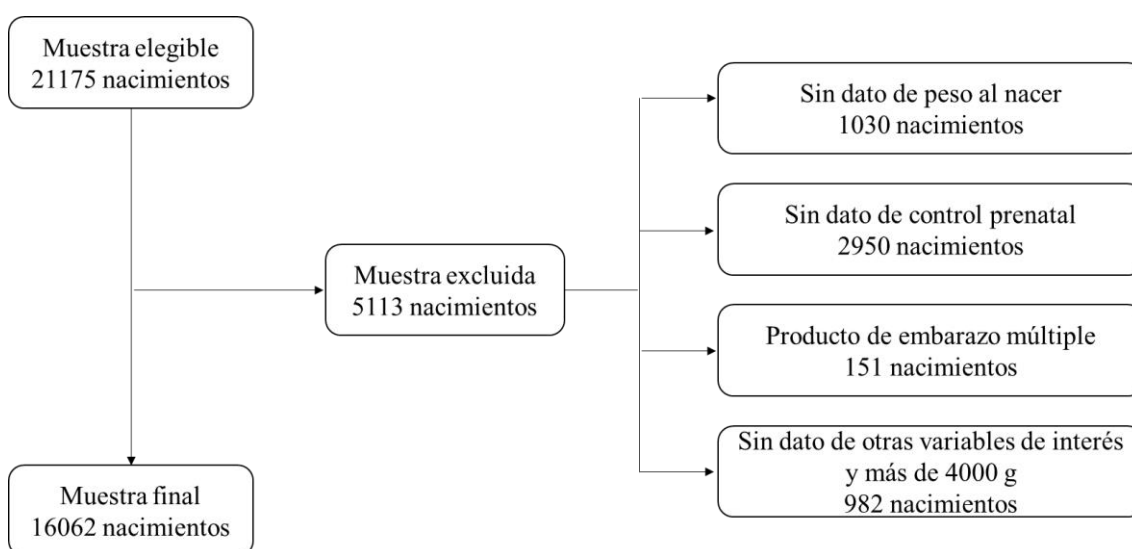 Muestra elegible
21175 nacimientos
Sin dato de peso al nacer
1030 nacimientos
Sin dato de control prenatal
2950 nacimientos
Muestra excluida
5113 nacimientos
Producto de embarazo múltiple
151 nacimientos
Sin dato de otras variables de interés
y más de 4000 g
982 nacimientos
Muestra final
16062 nacimientos